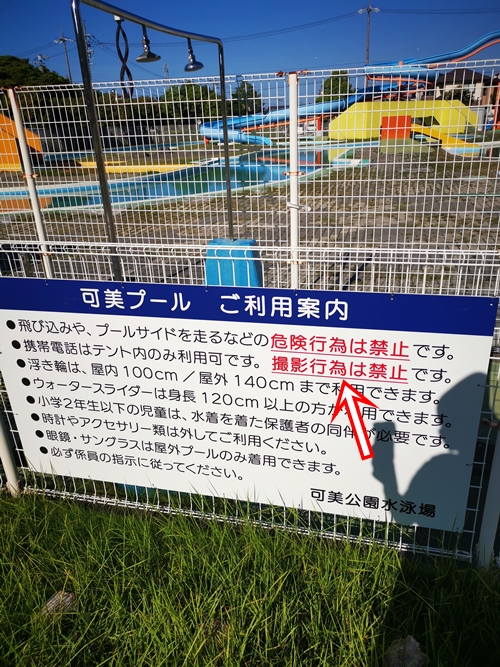 可美プール　ご利用案内
●飛び込みや、プールサイドを走るなどの危険行為は禁止です。
●携帯電話はテント内のみ利用可です。撮影行為は禁止です。
●浮き輪は、屋内100cm／屋外140cmまで利用できます。
●ウォータースライダーは身長120cm以上の方が利用できます。
●小学2年生以下の児童は、水着を着た保護者の同伴が必要です。
●時計やアクセサリー類は外してご利用ください。
●眼鏡・サングラスは屋外プールのみ着用できます。
●必ず係員の指示に従ってください。
可美公園水泳場